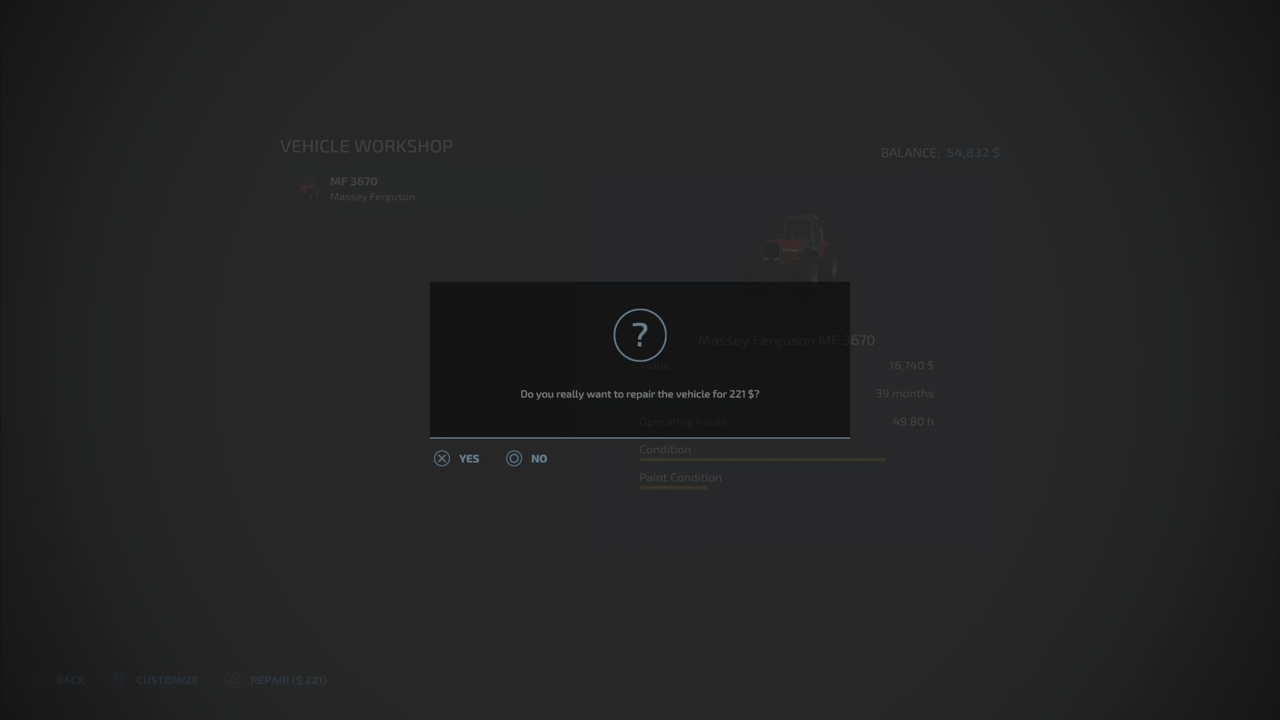 VEHICLE WORKSHOP
BALANCE: 54,832 $
MF 3670
Massey Ferguson
?
Massey Ferguson MF 3670
Value 16,740 $
Do you really want to repair the vehicle for 221 $?
39 months
Operating hours 49.80 h
Condition
YES NO
Paint Condition
BACK CUSTOMIZE REPAIR ($ 221)